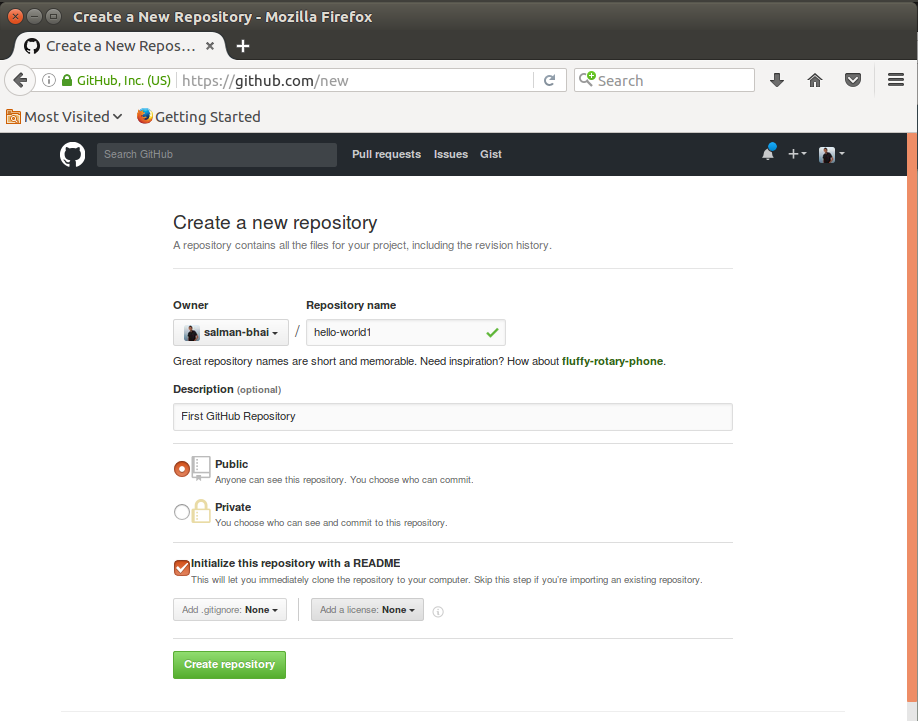 Create a New Repository - Mozilla Firefox
Create a New Repos...
GitHub, Inc. (US) https://github.com/new Search
Most Visited Getting Started
Search GitHub Pull requests Issues Gist
Create a new repository
A repository contains all the files for your project, including the revision history.
Owner Repository name
salman-bhai / hello-world1
Great repository names are short and memorable. Need inspiration? How about fluffy-rotary-phone.
Description (optional)
First GitHub Repository
Public
Anyone can see this repository. You choose who can commit.
Private
You choose who can see and commit to this repository.
Initialize this repository with a README
This will let you immediately clone the repository to your computer. Skip this step if you're importing an existing repository.
Add .gitignore: None Add a license: None
Create repository